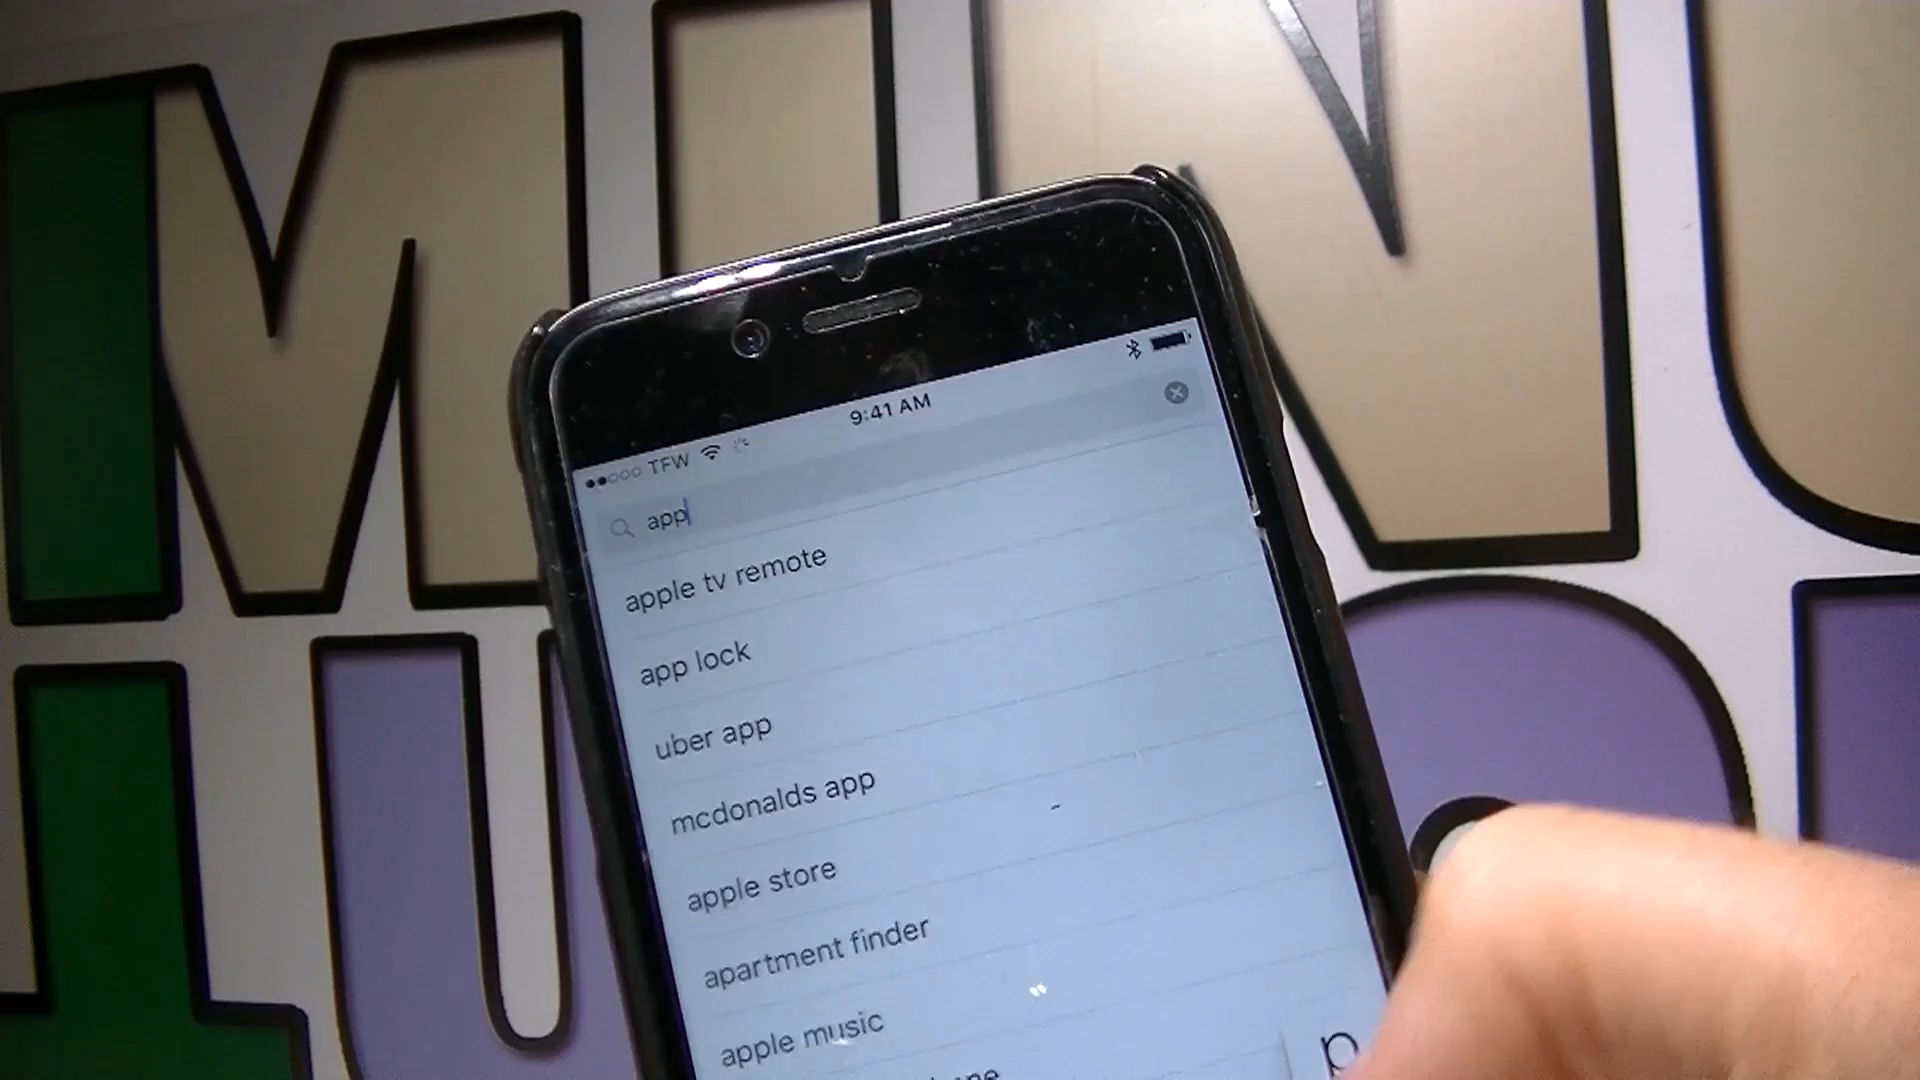 TFW 9:41 AM
app
apple tv remote
app lock
uber app
mcdonalds app
apple store
apartment finder
apple music
p